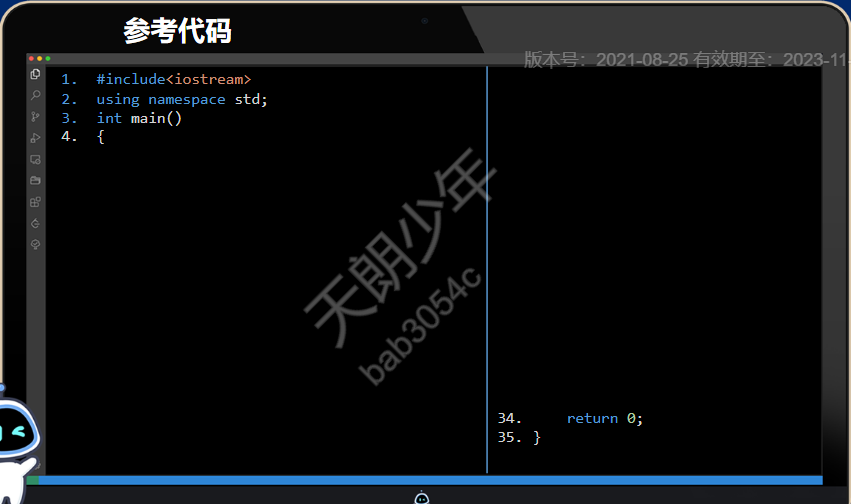 参考代码
版本号：2021-08-25 有效期至：2023-11-
1. #include<iostream>
2. using namespace std;
3. int main()
4. {
天朗少年
bab3054c
34. return 0;
35. }